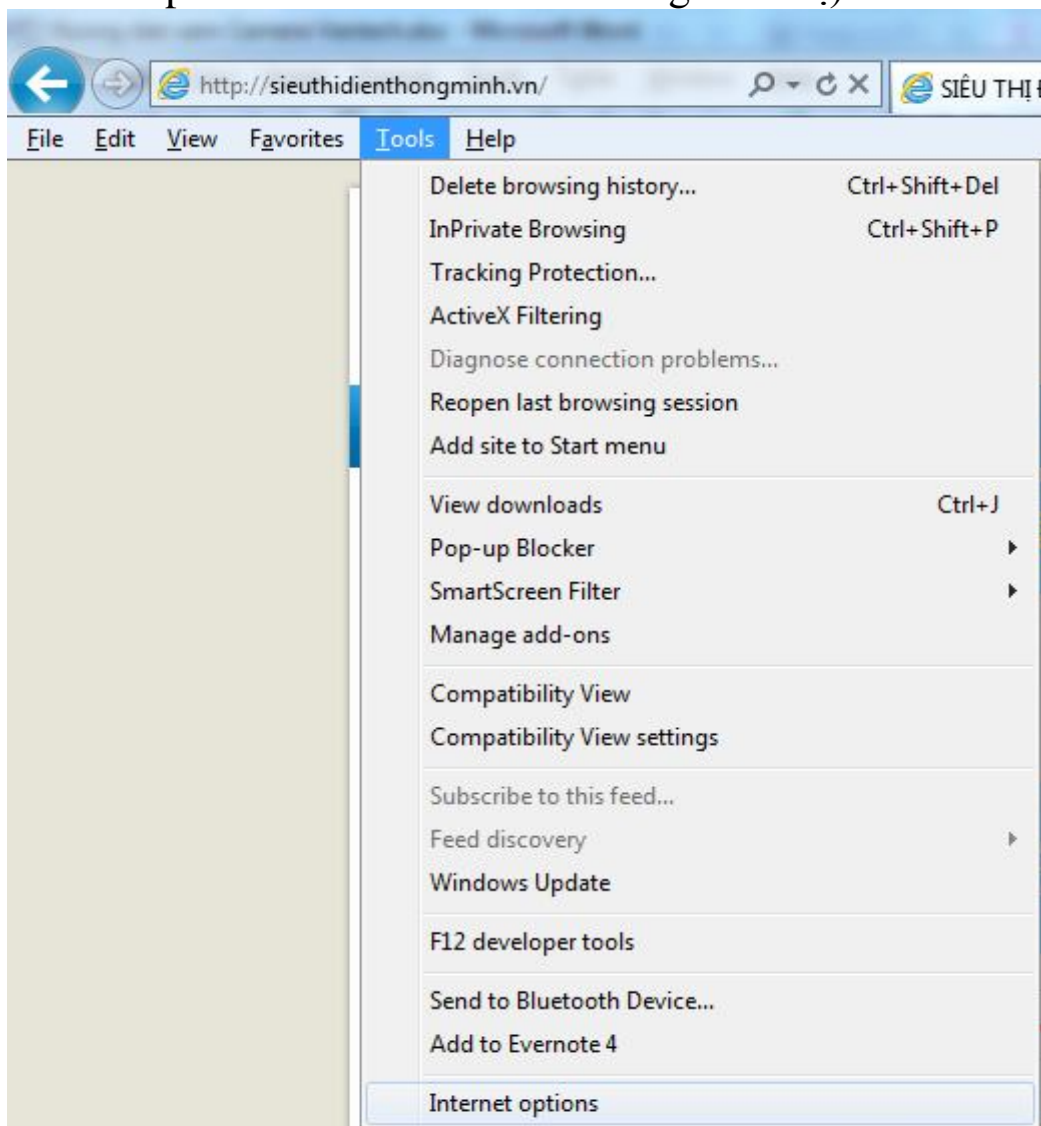 http://sieuthidienthongminh.vn/ SIÊU THỊ
File Edit View Favorites Tools Help
Delete browsing history... Ctrl+Shift+Del
InPrivate Browsing Ctrl+Shift+P
Tracking Protection...
ActiveX Filtering
Diagnose connection problems...
Reopen last browsing session
Add site to Start menu
View downloads Ctrl+J
Pop-up Blocker
SmartScreen Filter
Manage add-ons
Compatibility View
Compatibility View settings
Subscribe to this feed...
Feed discovery
Windows Update
F12 developer tools
Send to Bluetooth Device...
Add to Evernote 4
Internet options